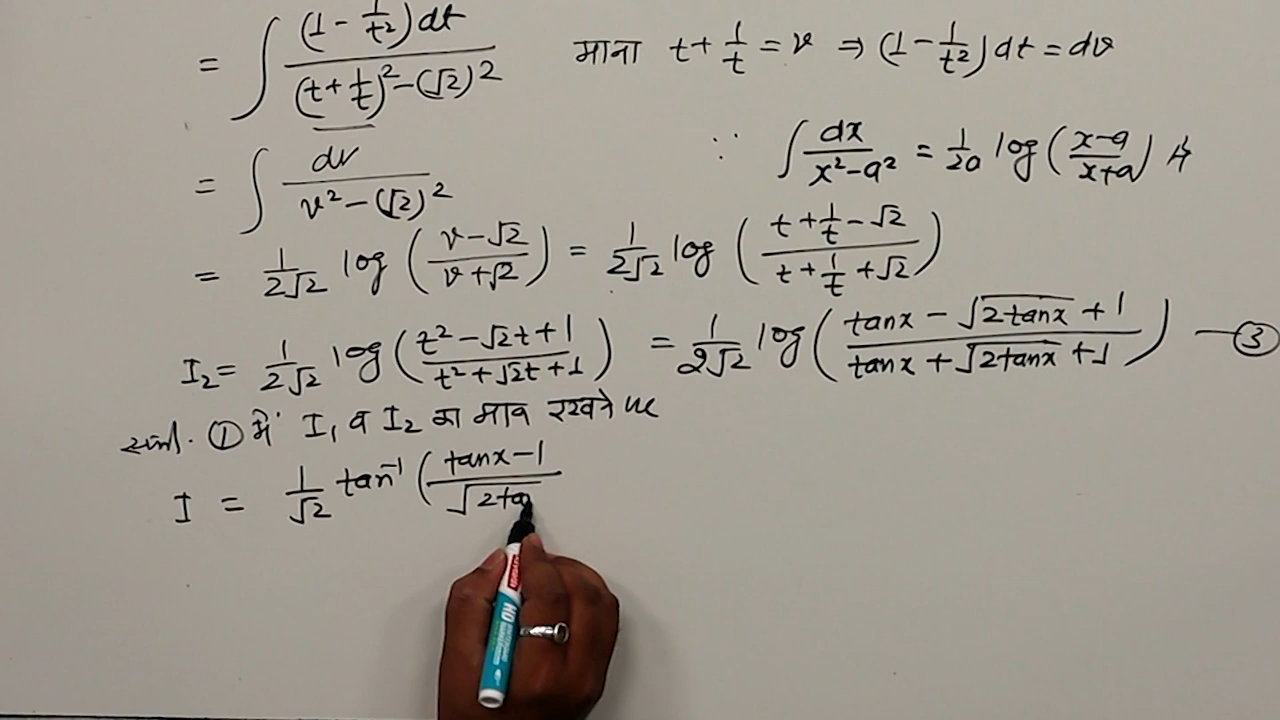 = ∫ (1 - 1/t²) dt / ((t + 1/t)² - (√2)²) माना t + 1/t = v ⇒ (1 - 1/t²) dt = dv
= ∫ dv / (v² - (√2)²) ∵ ∫ dx / (x² - a²) = 1/2a log((x-a)/(x+a))
= 1/2√2 log((v - √2)/(v + √2)) = 1/2√2 log((t + 1/t - √2)/(t + 1/t + √2))
I₂ = 1/2√2 log((t² - √2t + 1)/(t² + √2t + 1)) = 1/2√2 log((tanx - √(2tanx) + 1)/(tanx + √(2tanx) + 1)) — ③
समी. ① में I₁ व I₂ का मान रखने पर
I = 1/√2 tan⁻¹((tanx - 1)/√2ta
HD